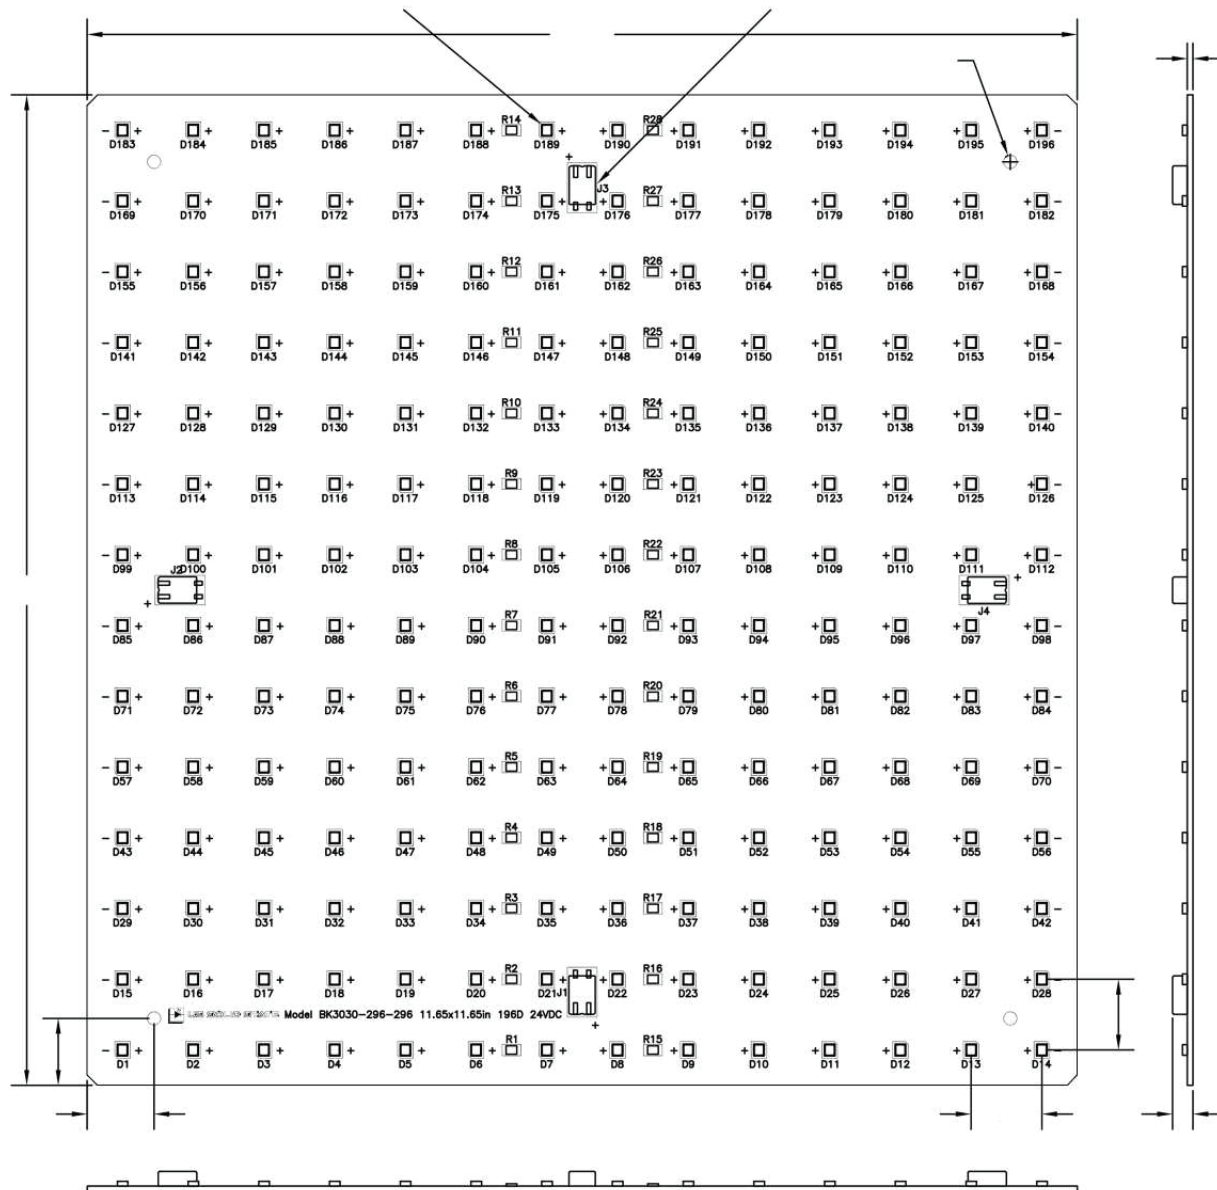 R14 R28
- + + + + + + + + + + + + + + -
D183 D184 D185 D186 D187 D188 D189 D190 D191 D192 D193 D194 D195 D196
+
J3
R13 R27
- + + + + + + + + + + + + + + -
D169 D170 D171 D172 D173 D174 D175 D176 D177 D178 D179 D180 D181 D182
R12 R26
- + + + + + + + + + + + + + + -
D155 D156 D157 D158 D159 D160 D161 D162 D163 D164 D165 D166 D167 D168
R11 R25
- + + + + + + + + + + + + + + -
D141 D142 D143 D144 D145 D146 D147 D148 D149 D150 D151 D152 D153 D154
R10 R24
- + + + + + + + + + + + + + + -
D127 D128 D129 D130 D131 D132 D133 D134 D135 D136 D137 D138 D139 D140
R9 R23
- + + + + + + + + + + + + + + -
D113 D114 D115 D116 D117 D118 D119 D120 D121 D122 D123 D124 D125 D126
R8 R22
- + + + + + + + + + + + + + + -
D99 D100 D101 D102 D103 D104 D105 D106 D107 D108 D109 D110 D111 D112
J2 +
+ J4
R7 R21
- + + + + + + + + + + + + + + -
D85 D86 D87 D88 D89 D90 D91 D92 D93 D94 D95 D96 D97 D98
R6 R20
- + + + + + + + + + + + + + + -
D71 D72 D73 D74 D75 D76 D77 D78 D79 D80 D81 D82 D83 D84
R5 R19
- + + + + + + + + + + + + + + -
D57 D58 D59 D60 D61 D62 D63 D64 D65 D66 D67 D68 D69 D70
R4 R18
- + + + + + + + + + + + + + + -
D43 D44 D45 D46 D47 D48 D49 D50 D51 D52 D53 D54 D55 D56
R3 R17
- + + + + + + + + + + + + + + -
D29 D30 D31 D32 D33 D34 D35 D36 D37 D38 D39 D40 D41 D42
R2 R16
- + + + + + + + + + + + + + + -
D15 D16 D17 D18 D19 D20 D21 D22 D23 D24 D25 D26 D27 D28
J1
Model BK3030-296-296 11.65x11.65in 196D 24VDC
+
R1 R15
- + + + + + + + + + + + + + + -
D1 D2 D3 D4 D5 D6 D7 D8 D9 D10 D11 D12 D13 D14